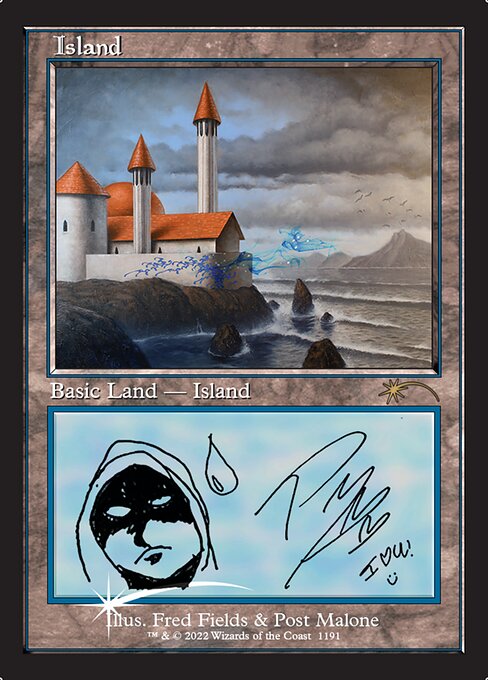 Island
Basic Land — Island
I ♡ U!
Illus. Fred Fields & Post Malone
™ & © 2022 Wizards of the Coast 1191